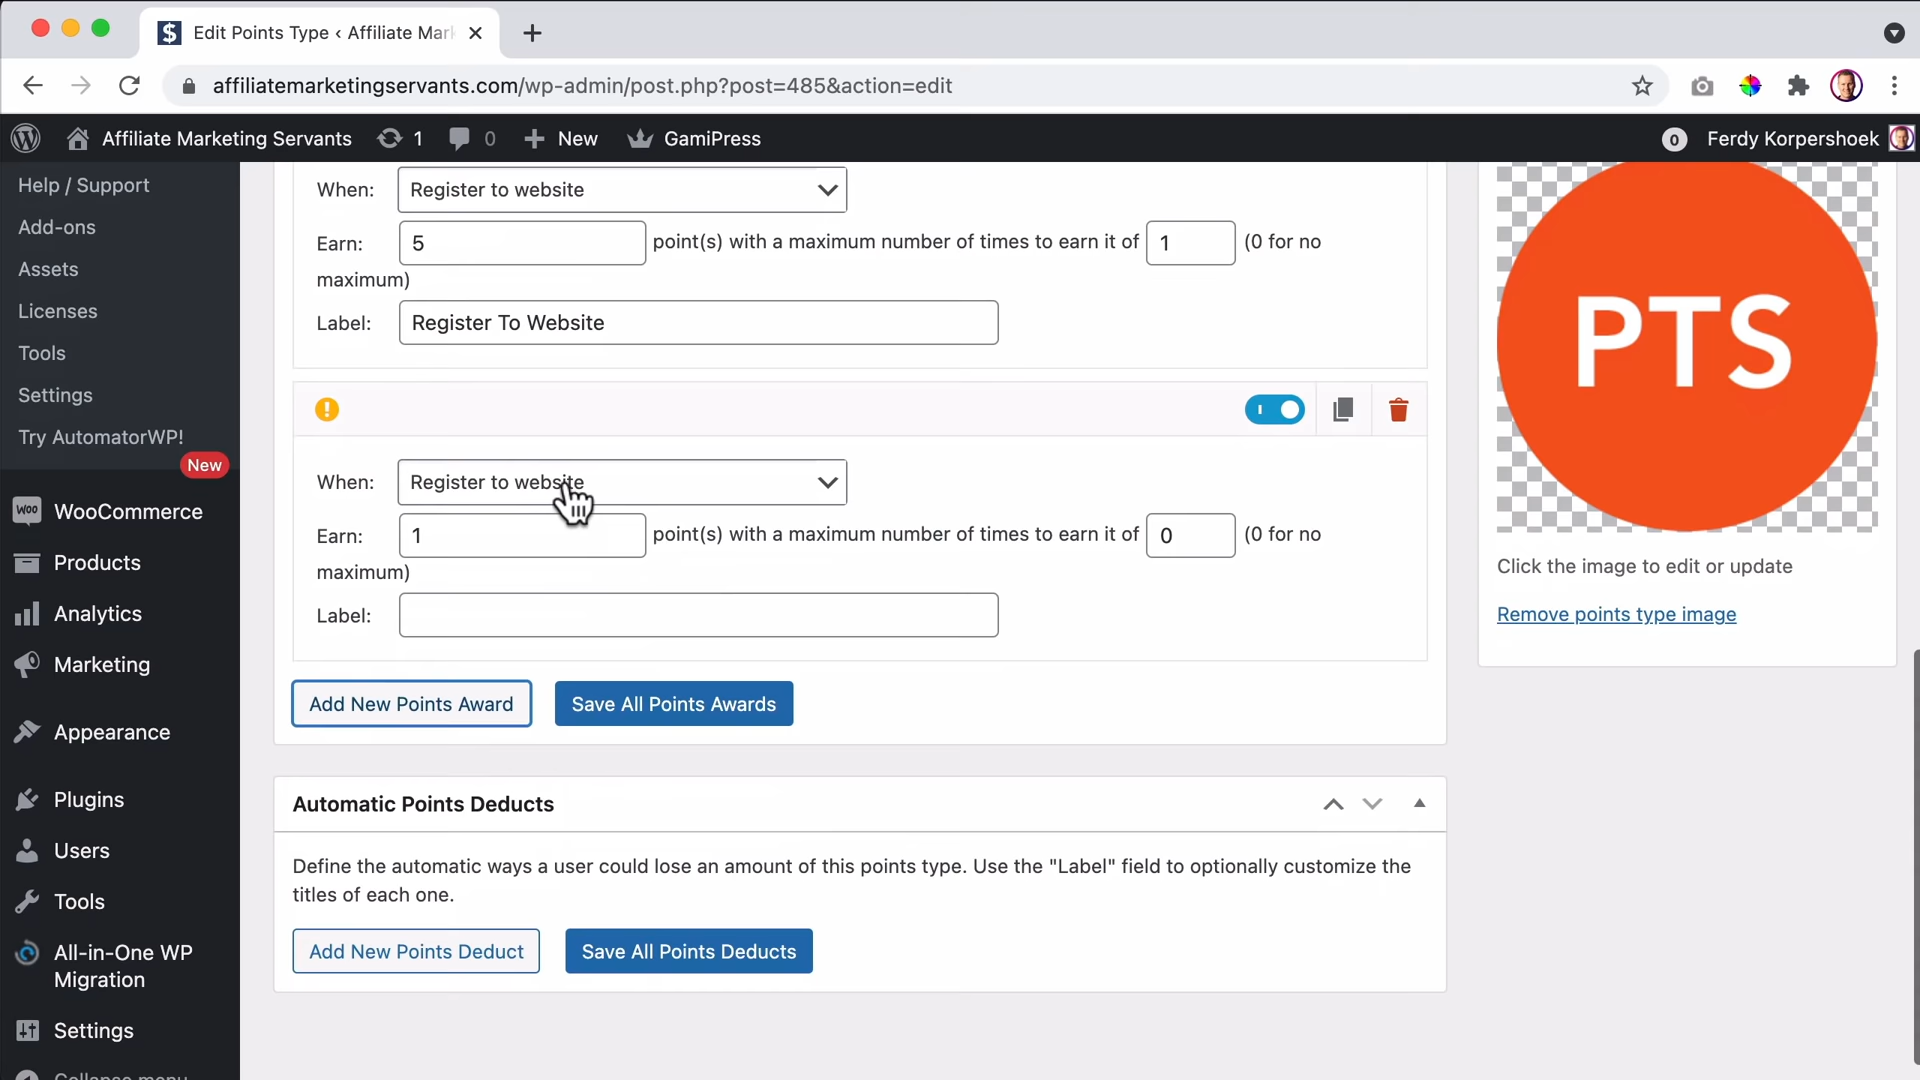 Edit Points Type ‹ Affiliate Mar
affiliatemarketingservants.com/wp-admin/post.php?post=485&action=edit
Affiliate Marketing Servants
1
0
New
GamiPress
0
Ferdy Korpershoek
Help / Support
Add-ons
Assets
Licenses
Tools
Settings
Try AutomatorWP!
New
WooCommerce
Products
Analytics
Marketing
Appearance
Plugins
Users
Tools
All-in-One WP
Migration
Settings
Collapse menu
When: Register to website
Earn: 5 point(s) with a maximum number of times to earn it of 1 (0 for no
maximum)
Label: Register To Website
When: Register to website
Earn: 1 point(s) with a maximum number of times to earn it of 0 (0 for no
maximum)
Label:
Add New Points Award
Save All Points Awards
Automatic Points Deducts
Define the automatic ways a user could lose an amount of this points type. Use the "Label" field to optionally customize the
titles of each one.
Add New Points Deduct
Save All Points Deducts
PTS
Click the image to edit or update
Remove points type image